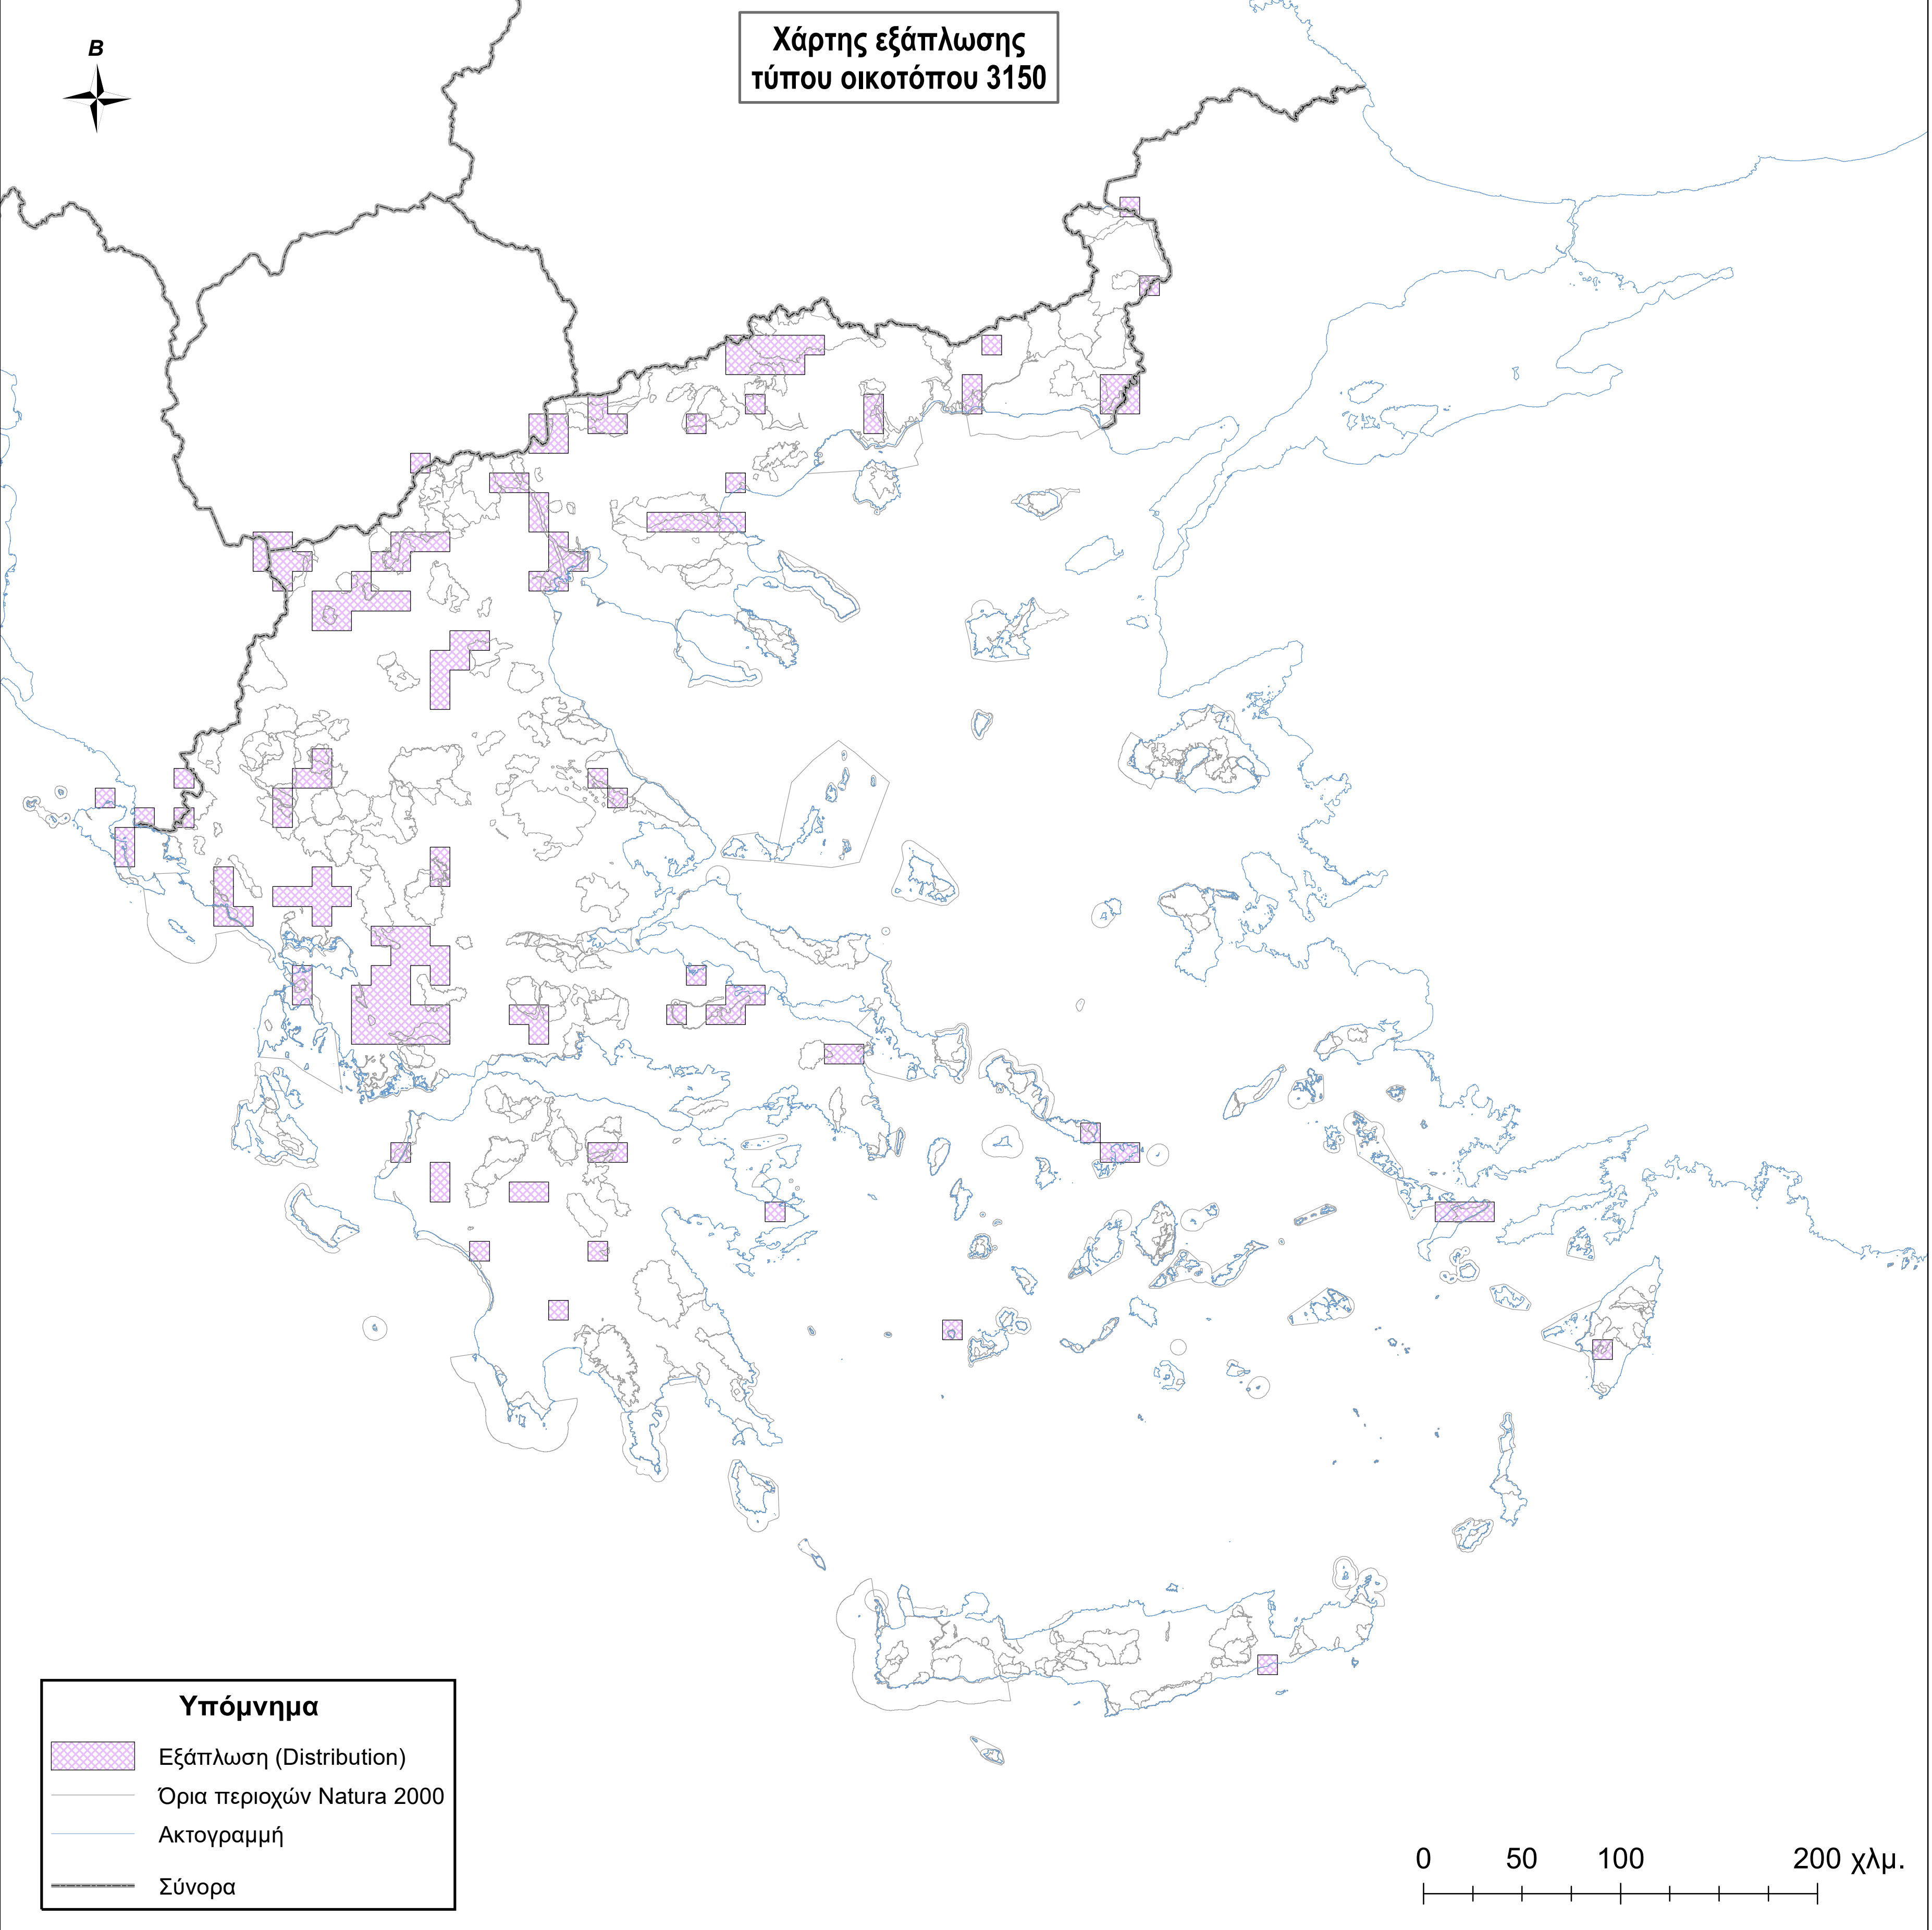 Χάρτης εξάπλωσης
τύπου οικοτόπου 3150
Β
Υπόμνημα
Εξάπλωση (Distribution)
Όρια περιοχών Natura 2000
Ακτογραμμή
Σύνορα
0 50 100 200 χλμ.